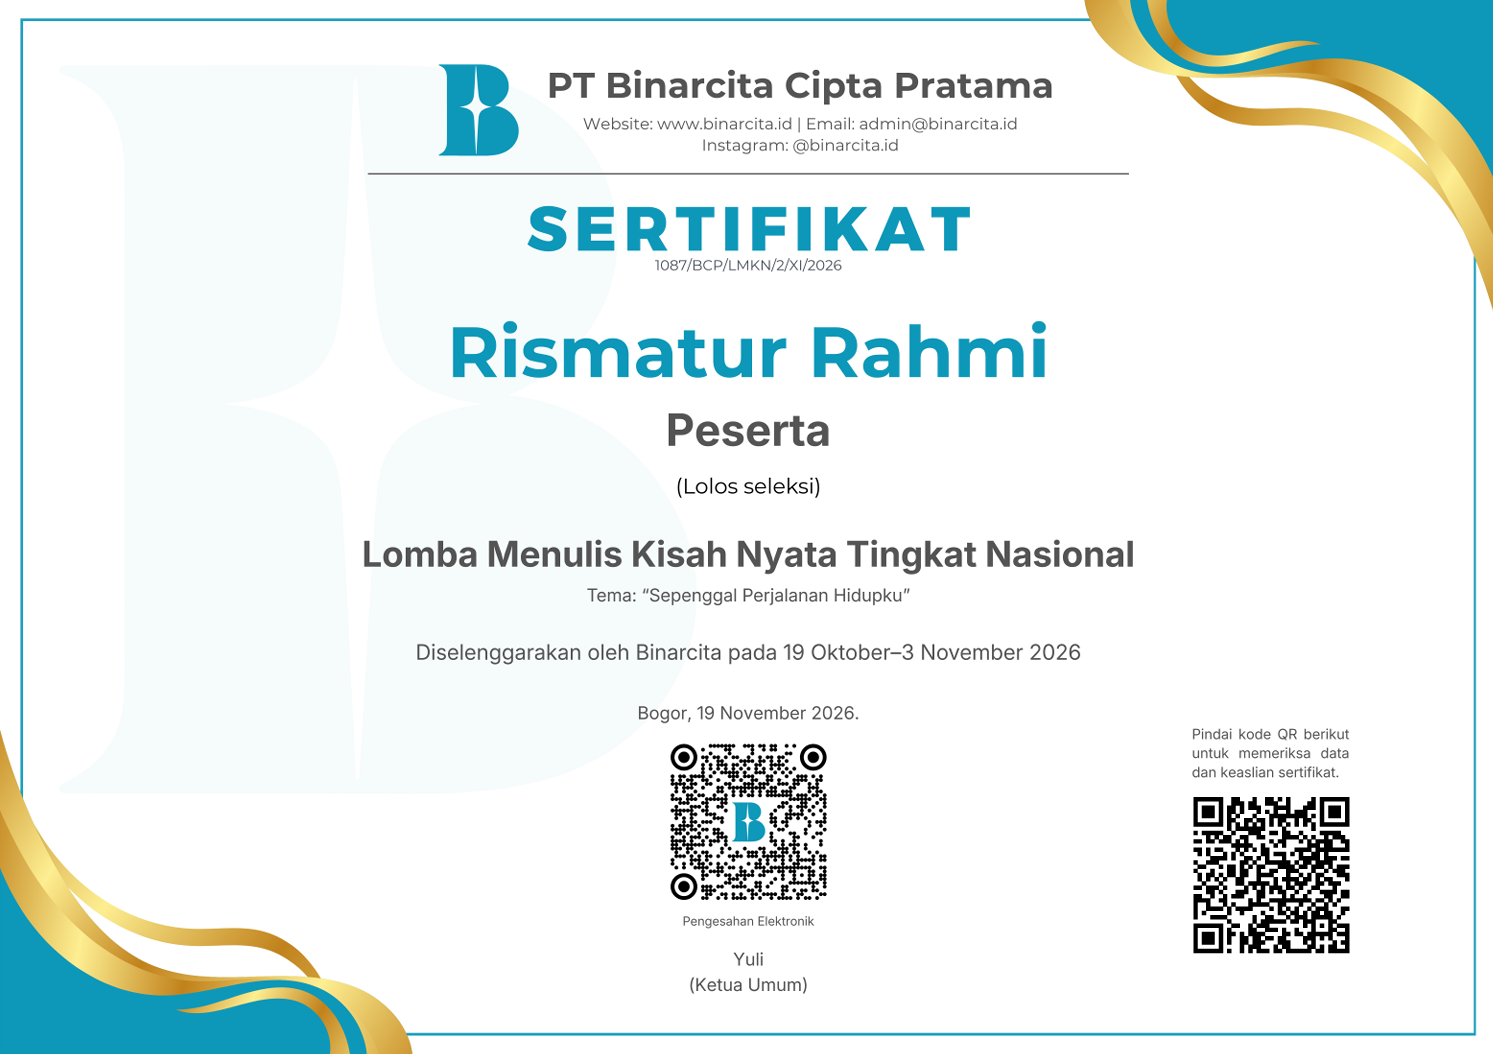 PT Binarcita Cipta Pratama
Website: www.binarcita.id | Email: admin@binarcita.id
Instagram: @binarcita.id
SERTIFIKAT
1087/BCP/LMKN/2/XI/2026
Rismatur Rahmi
Peserta
(Lolos seleksi)
Lomba Menulis Kisah Nyata Tingkat Nasional
Tema: “Sepenggal Perjalanan Hidupku”
Diselenggarakan oleh Binarcita pada 19 Oktober–3 November 2026
Bogor, 19 November 2026.
Pengesahan Elektronik
Yuli
(Ketua Umum)
Pindai kode QR berikut
untuk memeriksa data
dan keaslian sertifikat.